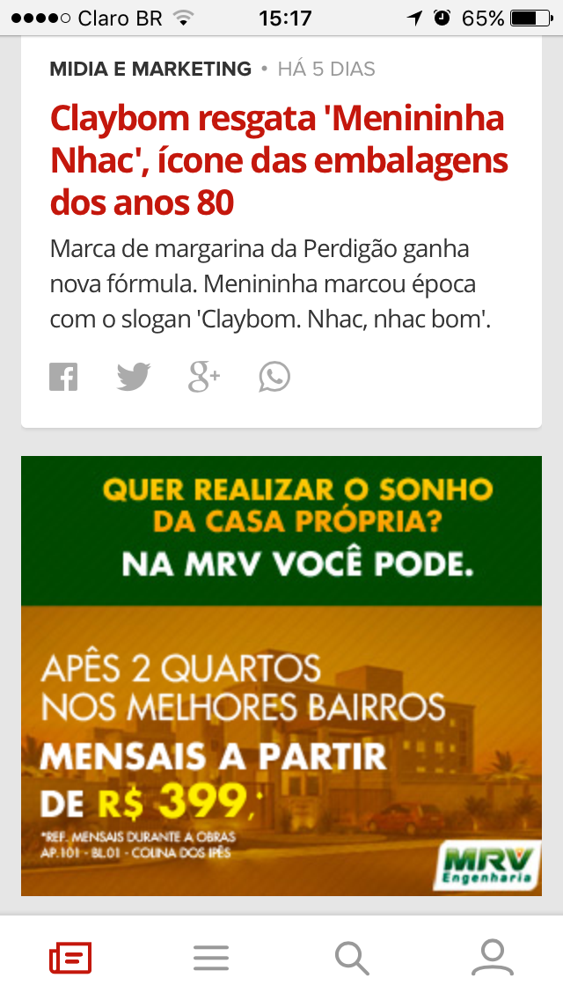 Claro BR 15:17 65%
MIDIA E MARKETING • HÁ 5 DIAS
Claybom resgata 'Menininha
Nhac', ícone das embalagens
dos anos 80
Marca de margarina da Perdigão ganha
nova fórmula. Menininha marcou época
com o slogan 'Claybom. Nhac, nhac bom'.
QUER REALIZAR O SONHO
DA CASA PRÓPRIA?
NA MRV VOCÊ PODE.
APÊS 2 QUARTOS
NOS MELHORES BAIRROS
MENSAIS A PARTIR
DE R$ 399,*
*REF. MENSAIS DURANTE A OBRAS
AP.101 - BL.01 - COLINA DOS IPÊS
MRV
Engenharia